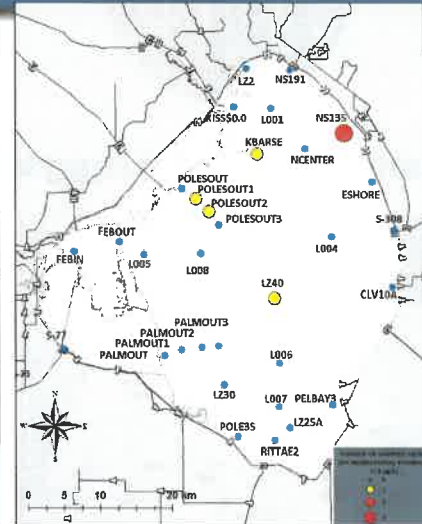 LZ2
NS191
KISS0.0
L001
NS135
KBARSE
NCENTER
POLESOUT
POLESOUT1
POLESOUT2
ESHORE
POLESOUT3
S-308
FEBOUT
L004
FEBIN
L005
L008
CLV10A
LZ40
PALMOUT3
PALMOUT2
S-77
PALMOUT1
PALMOUT
L006
LZ30
L007
PELBAY3
POLE3S
LZ25A
RITTAE2
N
S
0 5 10 20 km